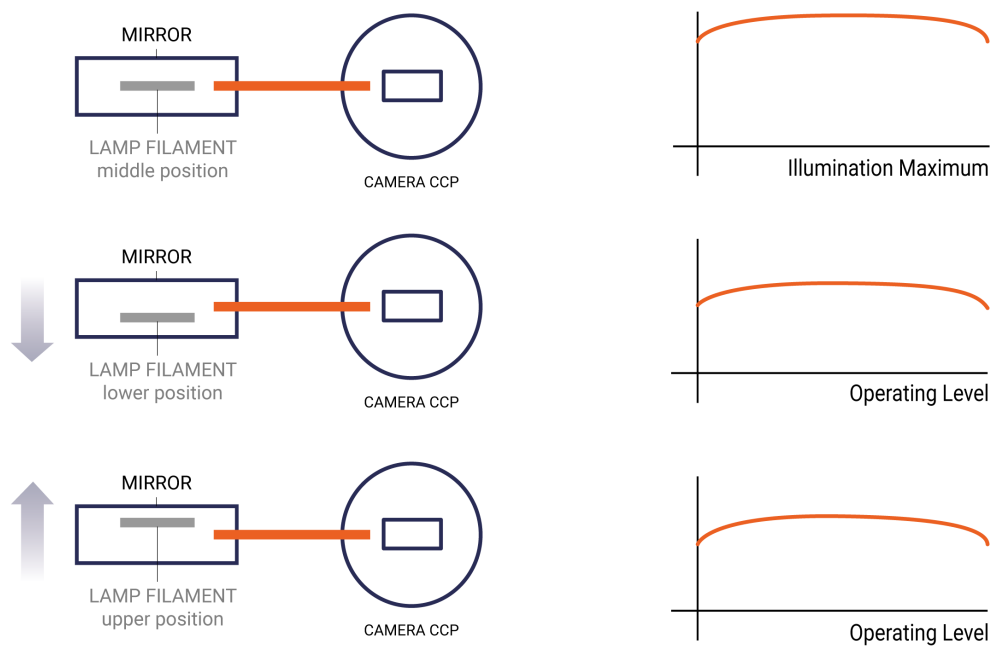 MIRROR
LAMP FILAMENT
middle position
CAMERA CCP
Illumination Maximum
MIRROR
LAMP FILAMENT
lower position
CAMERA CCP
Operating Level
MIRROR
LAMP FILAMENT
upper position
CAMERA CCP
Operating Level